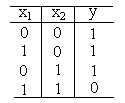 x₁ x₂ y
0 0 1
1 0 1
0 1 1
1 1 0